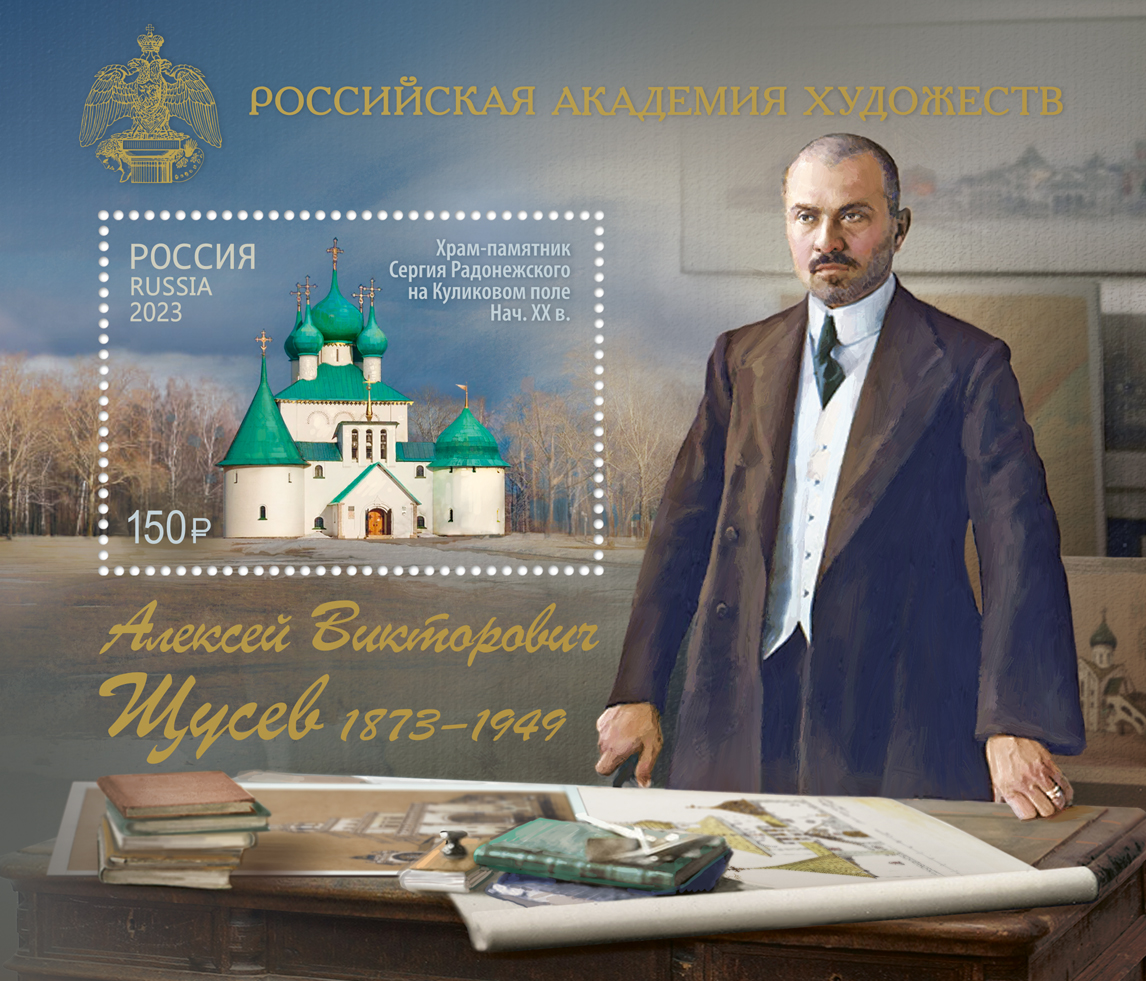 РОССИЙСКАЯ АКАДЕМИЯ ХУДОЖЕСТВ
РОССИЯ
RUSSIA
2023
Храм-памятник
Сергия Радонежского
на Куликовом поле
Нач. XX в.
150₽
Алексей Викторович
Щусев 1873–1949